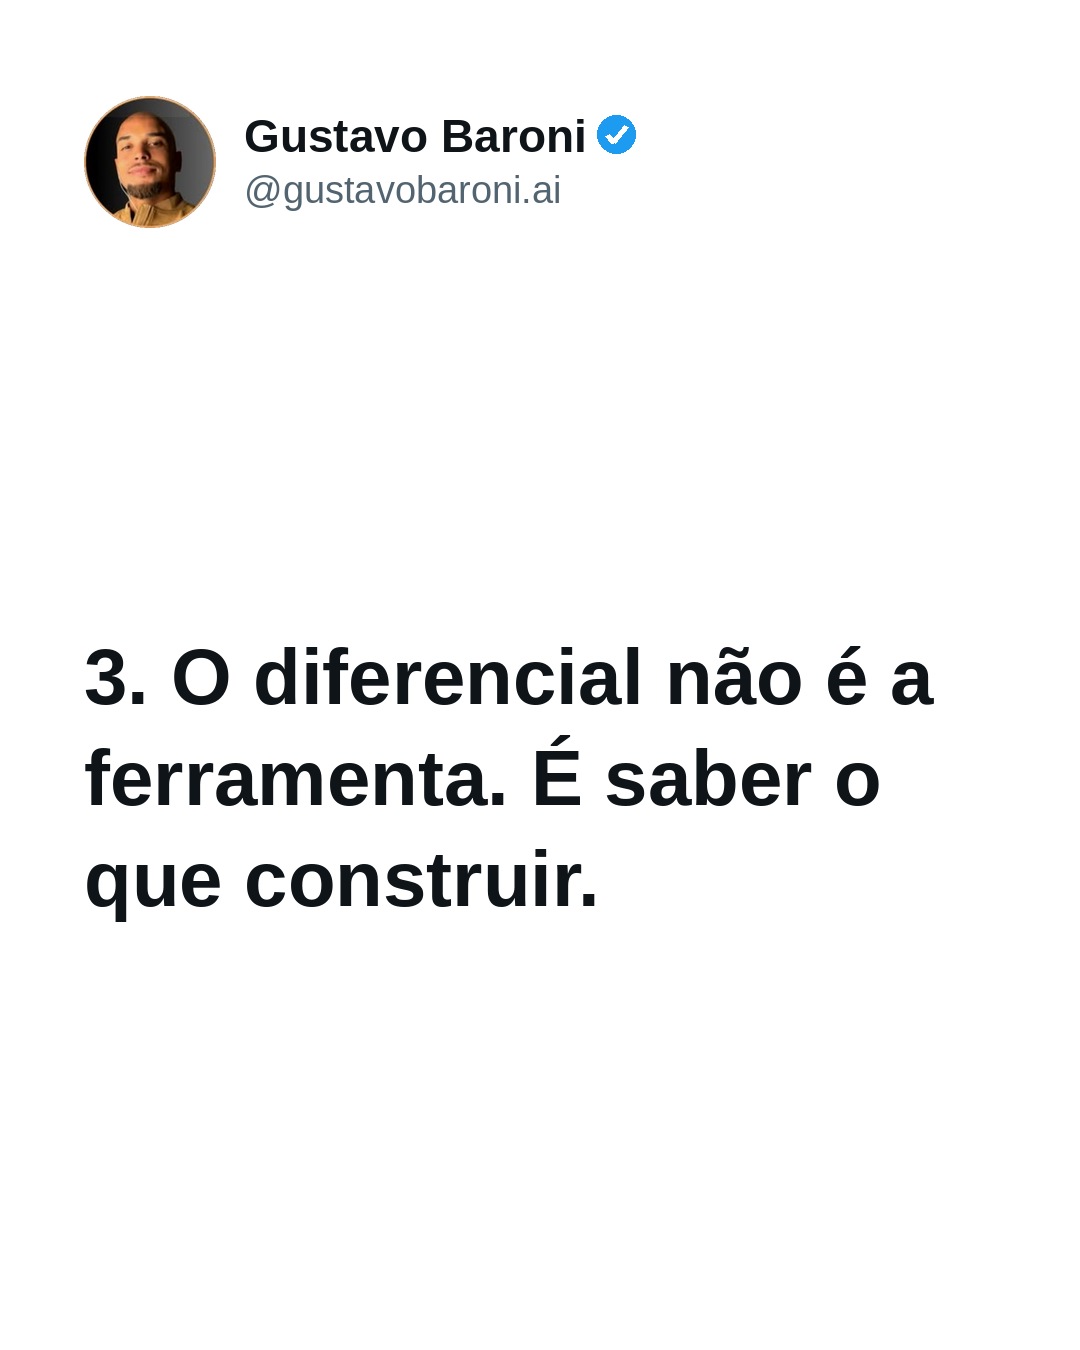 Gustavo Baroni
@gustavobaroni.ai
3. O diferencial não é a
ferramenta. É saber o
que construir.